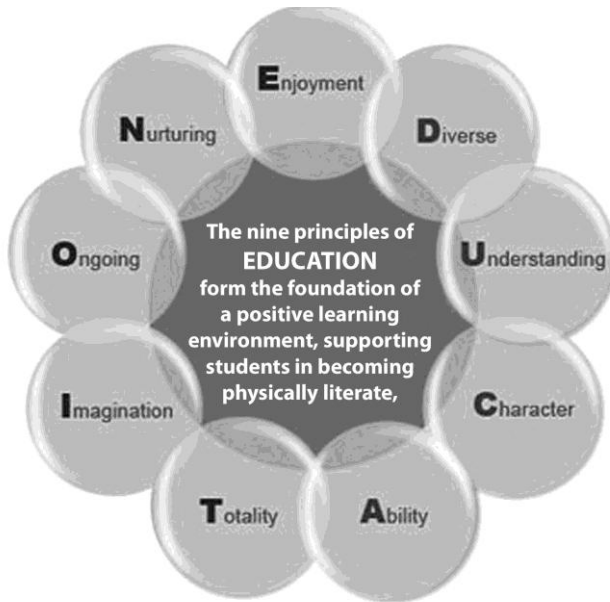 Enjoyment
Diverse
Understanding
Character
Ability
Totality
Imagination
Ongoing
Nurturing
The nine principles of
EDUCATION
form the foundation of
a positive learning
environment, supporting
students in becoming
physically literate,